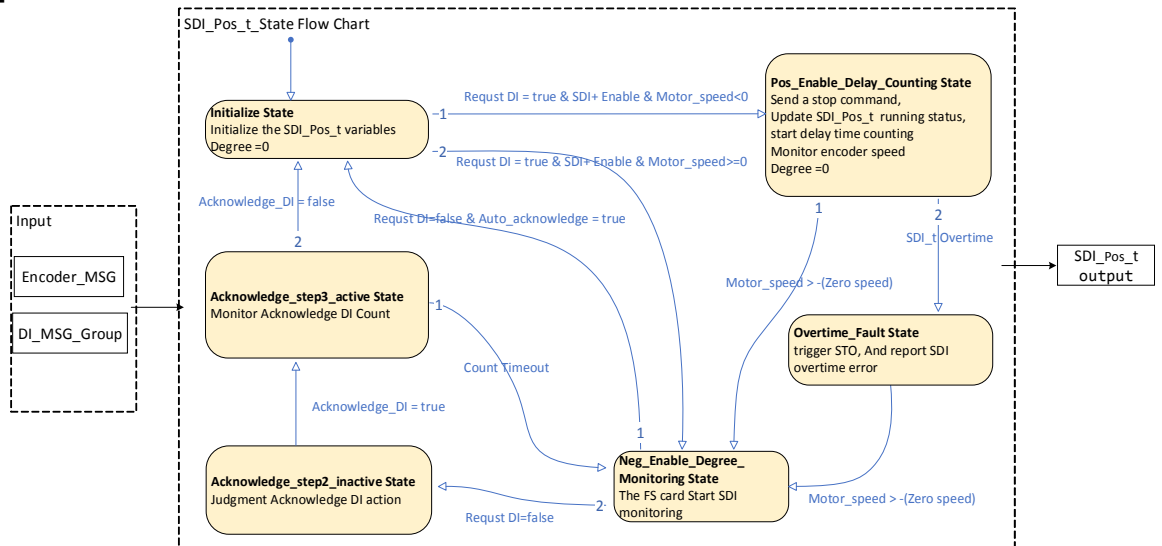 SDI_Pos_t_State Flow Chart
Initialize State
Initialize the SDI_Pos_t variables
Degree =0
1
Requst DI = true & SDI+ Enable & Motor_speed<0
2
Requst DI = true & SDI+ Enable & Motor_speed>=0
Pos_Enable_Delay_Counting State
Send a stop command,
Update SDI_Pos_t running status,
start delay time counting
Monitor encoder speed
Degree =0
Acknowledge_DI = false
2
Requst DI=false & Auto_acknowledge = true
1
2
SDI_t Overtime
Input
Encoder_MSG
DI_MSG_Group
SDI_Pos_t
output
Acknowledge_step3_active State
Monitor Acknowledge DI Count
1
Motor_speed > -(Zero speed)
Overtime_Fault State
trigger STO, And report SDI
overtime error
Count Timeout
Acknowledge_DI = true
1
Neg_Enable_Degree_
Monitoring State
The FS card Start SDI
monitoring
Acknowledge_step2_inactive State
Judgment Acknowledge DI action
2
Requst DI=false
Motor_speed > -(Zero speed)